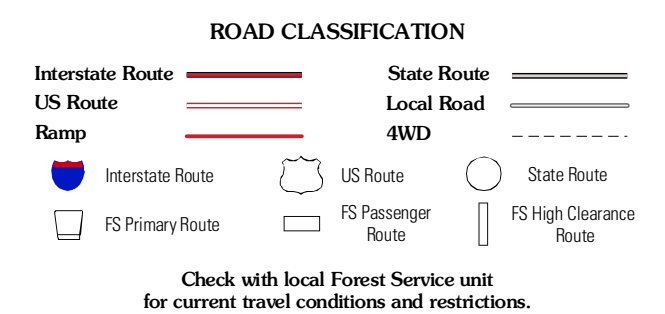 ROAD CLASSIFICATION
Interstate Route
State Route
US Route
Local Road
Ramp
4WD
Interstate Route
US Route
State Route
FS Primary Route
FS Passenger
Route
FS High Clearance
Route
Check with local Forest Service unit
for current travel conditions and restrictions.